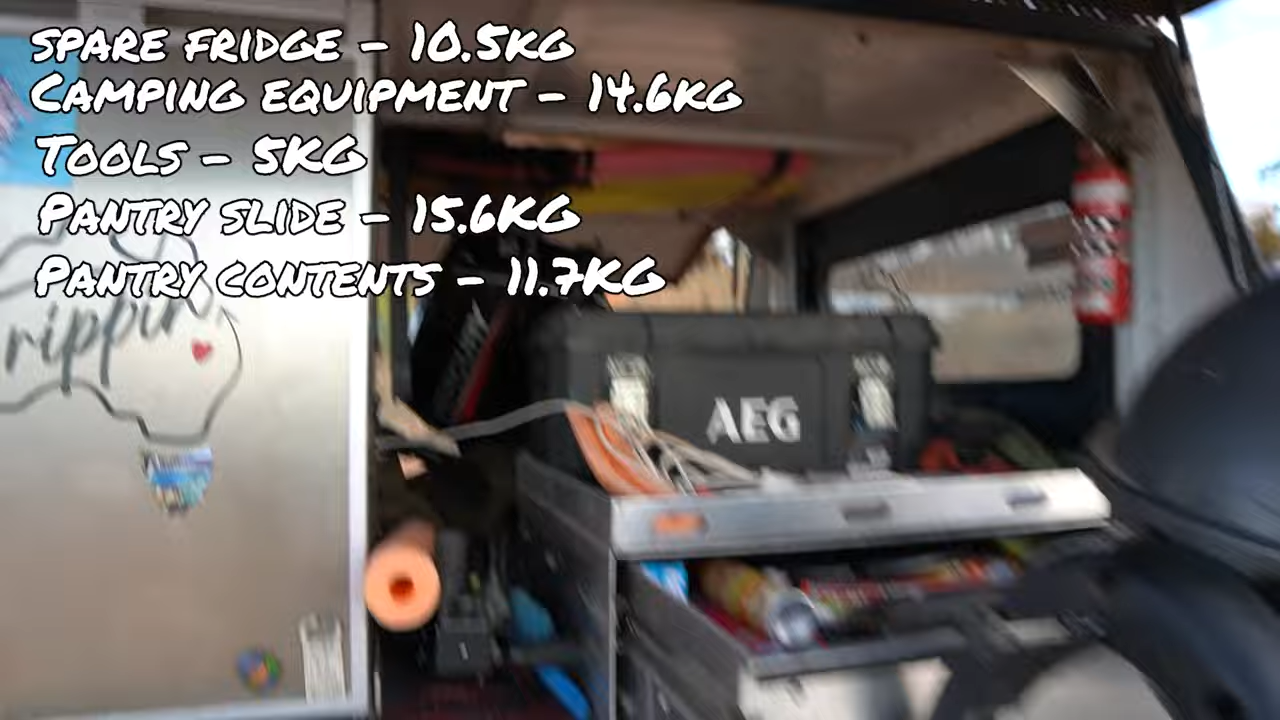 SPARE FRIDGE - 10.5KG
CAMPING EQUIPMENT - 14.6KG
TOOLS - 5KG
PANTRY SLIDE - 15.6KG
PANTRY CONTENTS - 11.7KG
rippin
AEG